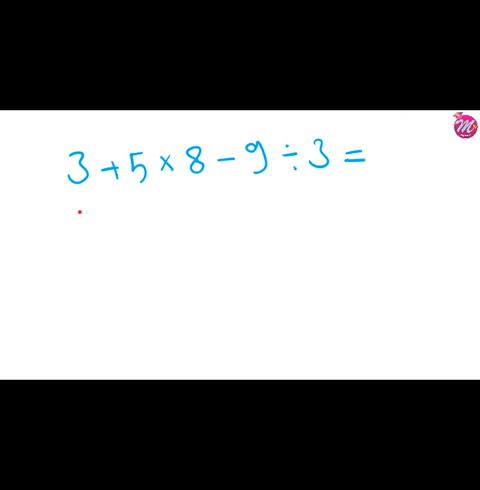 3 + 5 × 8 - 9 ÷ 3 =